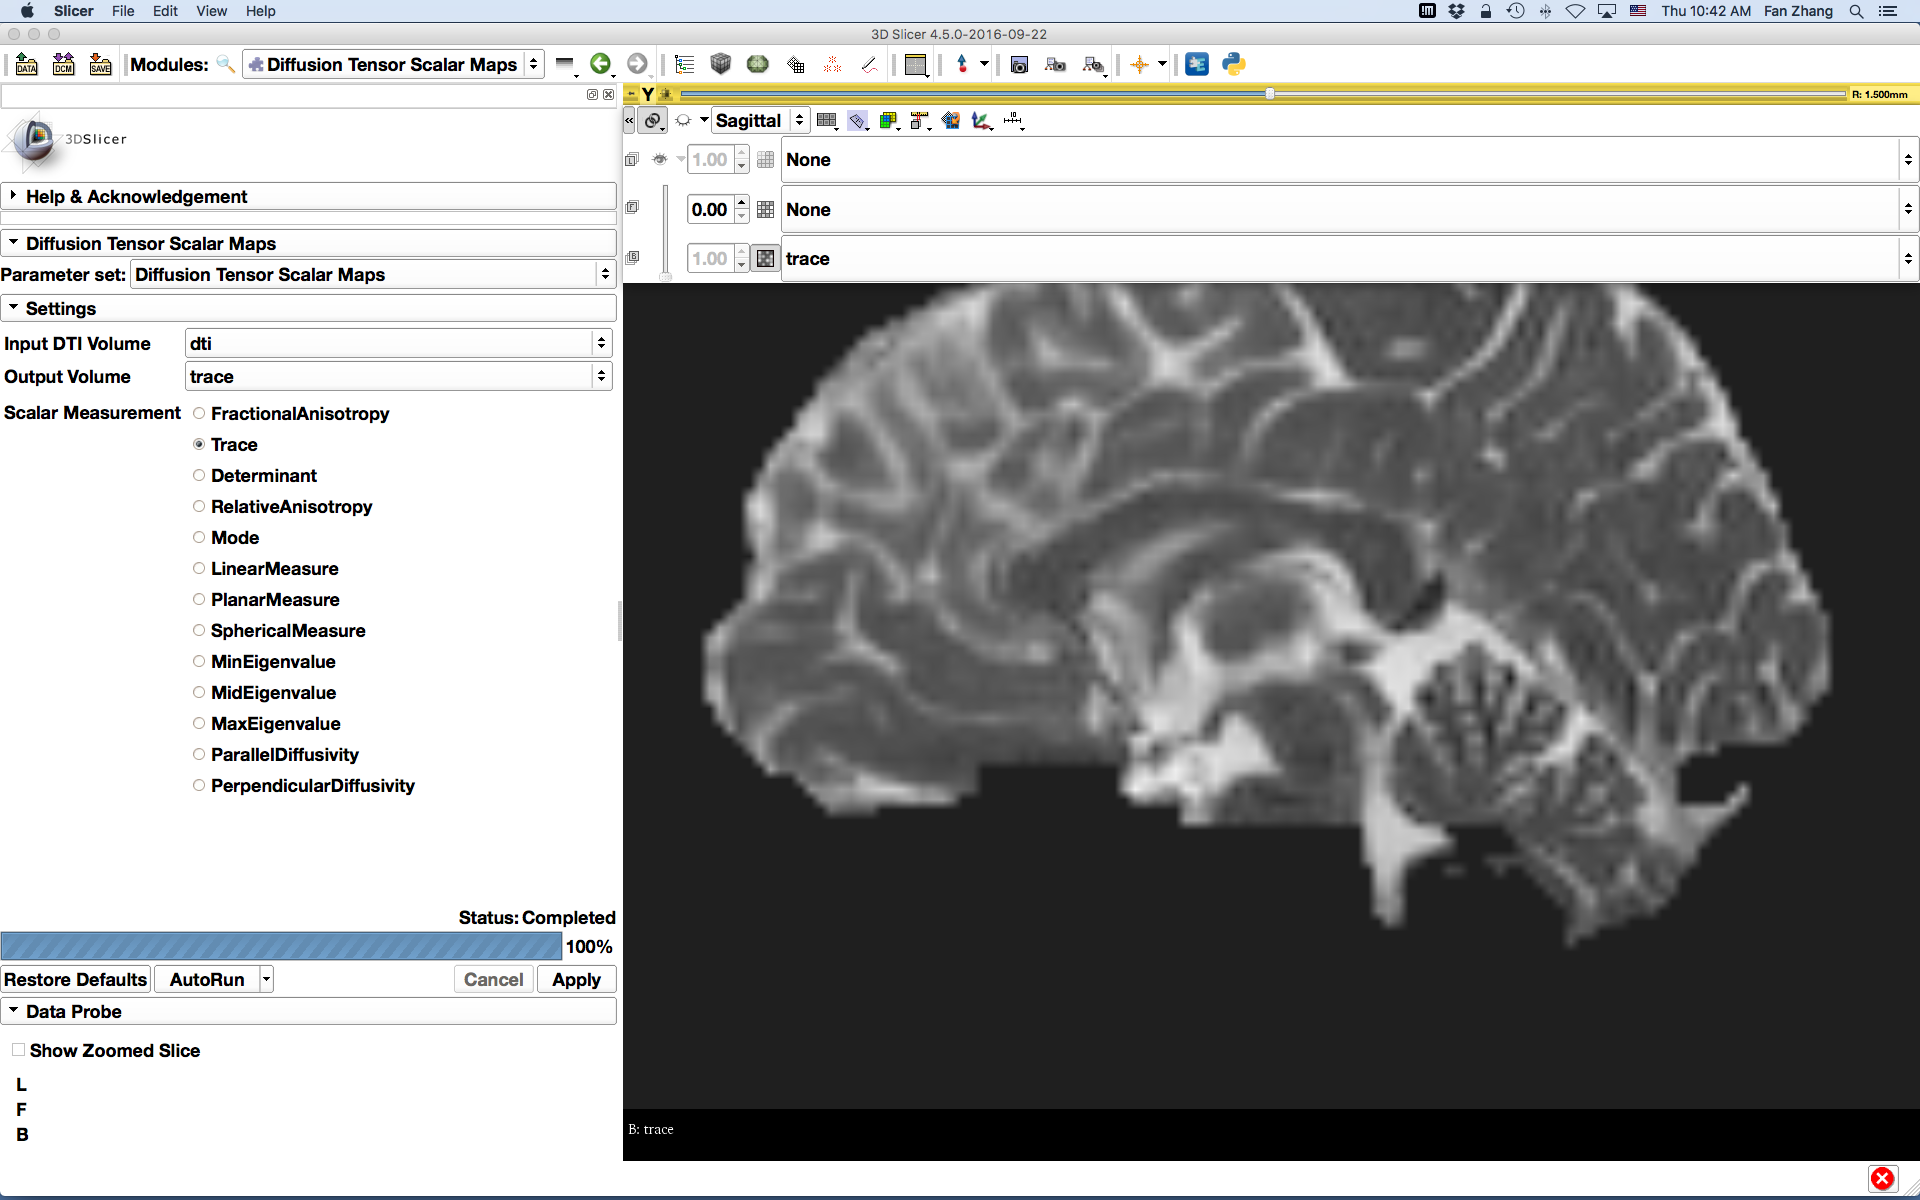 Slicer File Edit View Help Thu 10:42 AM Fan Zhang
3D Slicer 4.5.0-2016-09-22
DATA DCM SAVE Modules: Diffusion Tensor Scalar Maps
Y R: 1.500mm
3DSlicer
« Sagittal
1.00 None
Help & Acknowledgement
0.00 None
Diffusion Tensor Scalar Maps
B 1.00 trace
Parameter set: Diffusion Tensor Scalar Maps
Settings
Input DTI Volume dti
Output Volume trace
Scalar Measurement FractionalAnisotropy
Trace
Determinant
RelativeAnisotropy
Mode
LinearMeasure
PlanarMeasure
SphericalMeasure
MinEigenvalue
MidEigenvalue
MaxEigenvalue
ParallelDiffusivity
PerpendicularDiffusivity
Status: Completed
100%
Restore Defaults AutoRun Cancel Apply
Data Probe
Show Zoomed Slice
L
F
B
B: trace